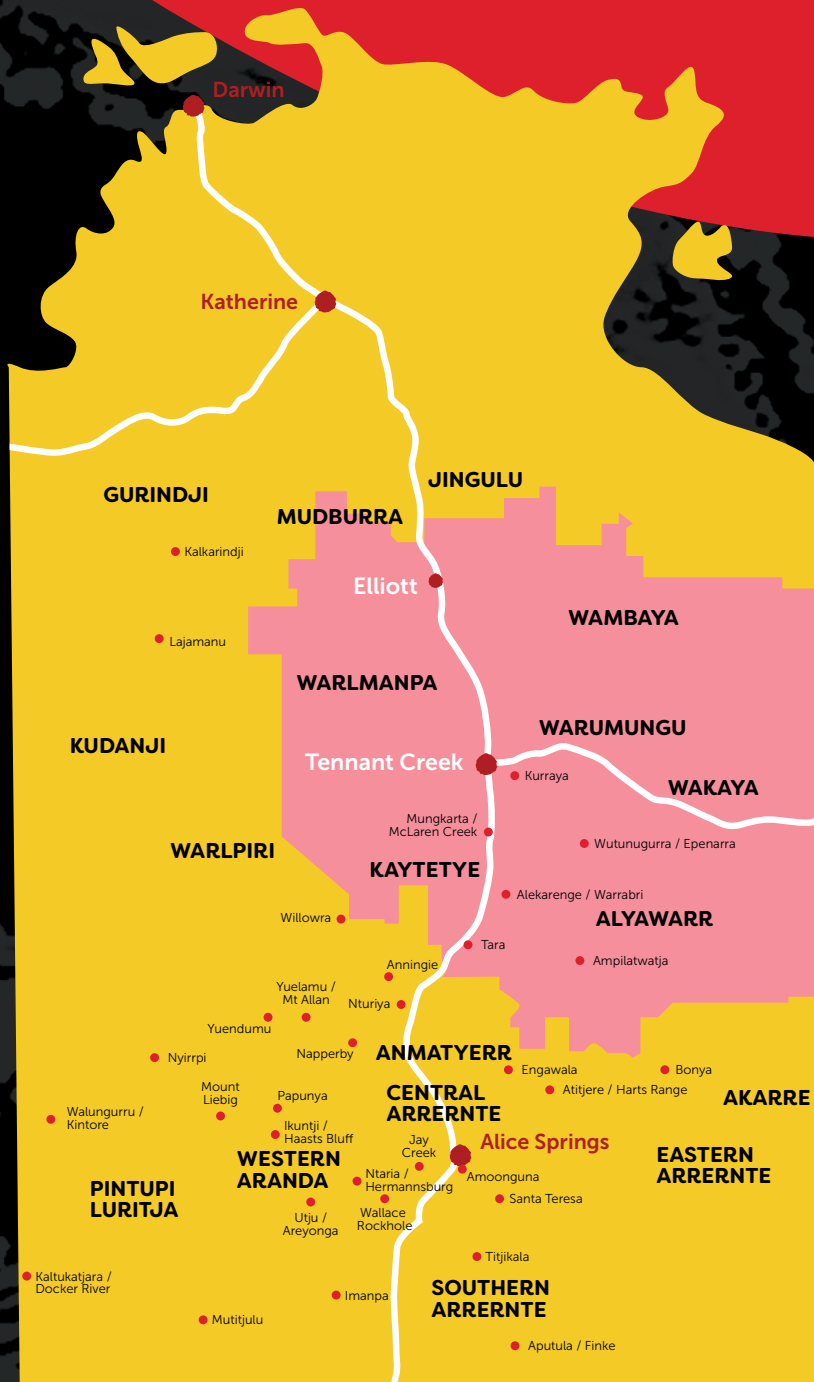 Darwin
Katherine
GURINDJI
JINGULU
MUDBURRA
Kalkarindji
Elliott
WAMBAYA
Lajamanu
WARLMANPA
KUDANJI
WARUMUNGU
Tennant Creek
Kurraya
WAKAYA
Mungkarta /
McLaren Creek
Wutunugurra / Epenarra
WARLPIRI
KAYTETYE
Alekarenge / Warrabri
Willowra
ALYAWARR
Tara
Anningie
Ampilatwatja
Yuelamu /
Mt Allan
Nturiya
Yuendumu
Napperby
ANMATYERR
Nyirrpi
Engawala
Bonya
Mount
Liebig
Papunya
CENTRAL
ARRERNTE
Atitjere / Harts Range
AKARRE
Walungurru /
Kintore
Ikuntji /
Haasts Bluff
Jay
Creek
Alice Springs
WESTERN
ARANDA
EASTERN
ARRERNTE
Ntaria /
Hermannsburg
Amoonguna
PINTUPI
LURITJA
Utju /
Areyonga
Wallace
Rockhole
Santa Teresa
Titjikala
Kaltukatjara /
Docker River
Imanpa
SOUTHERN
ARRERNTE
Mutitjulu
Aputula / Finke